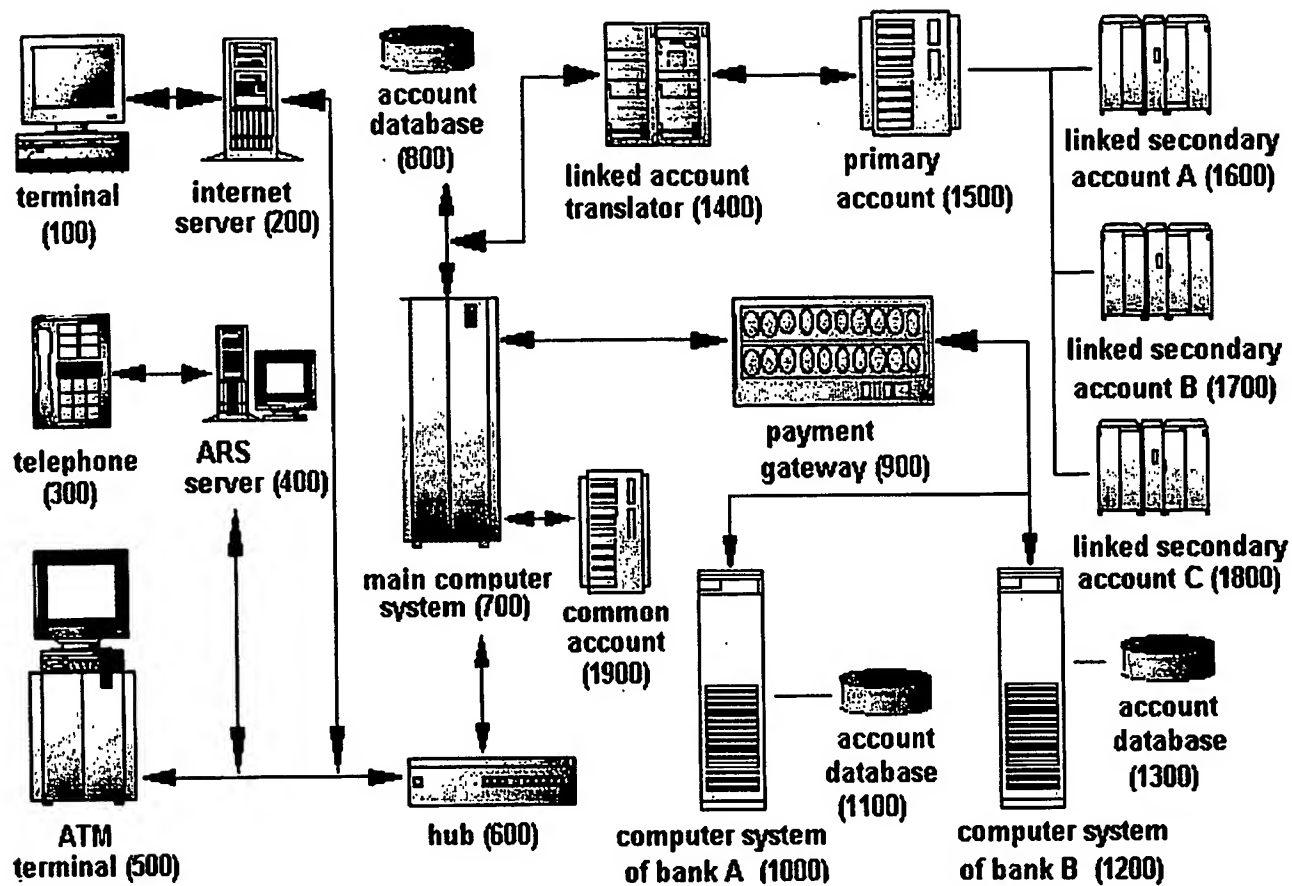 terminal
(100)
internet
server (200)
account
database
(800)
linked account
translator (1400)
primary
account (1500)
linked secondary
account A (1600)
linked secondary
account B (1700)
linked secondary
account C (1800)
telephone
(300)
ARS
server (400)
main computer
system (700)
common
account
(1900)
payment
gateway (900)
ATM
terminal (500)
hub (600)
computer system
of bank A (1000)
account
database
(1100)
computer system
of bank B (1200)
account
database
(1300)